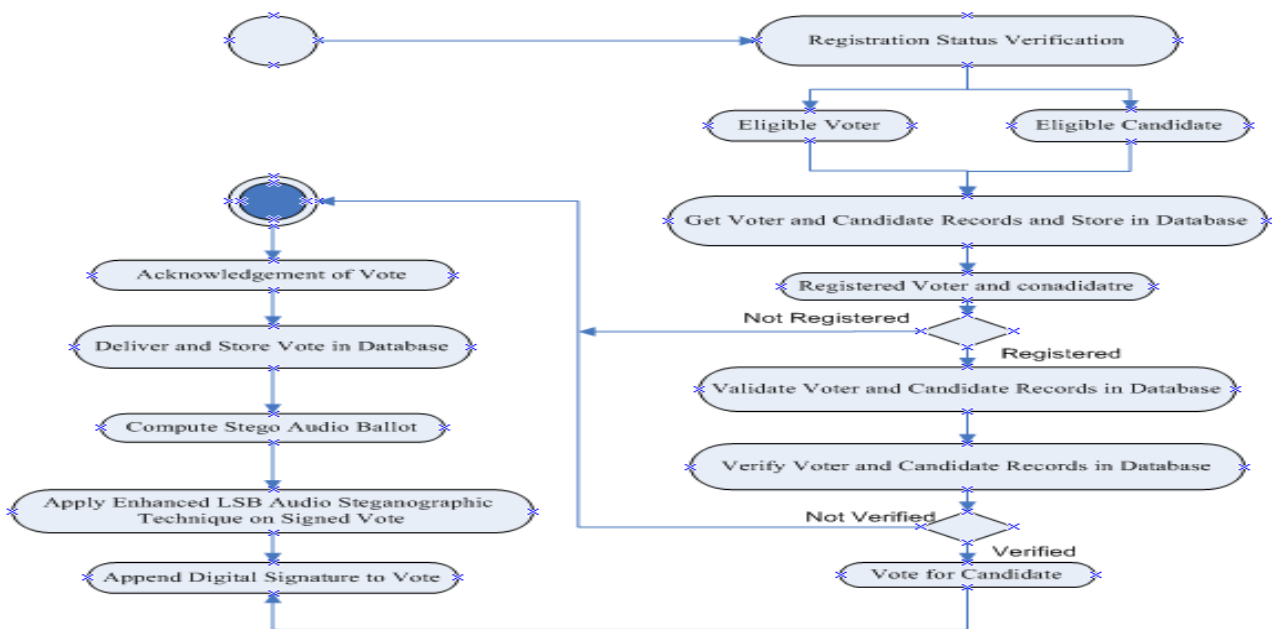 Registration Status Verification
Eligible Voter
Eligible Candidate
Get Voter and Candidate Records and Store in Database
Registered Voter and conadidatre
Not Registered
Registered
Validate Voter and Candidate Records in Database
Verify Voter and Candidate Records in Database
Not Verified
Verified
Vote for Candidate
Acknowledgement of Vote
Deliver and Store Vote in Database
Compute Stego Audio Ballot
Apply Enhanced LSB Audio Steganographic
Technique on Signed Vote
Append Digital Signature to Vote